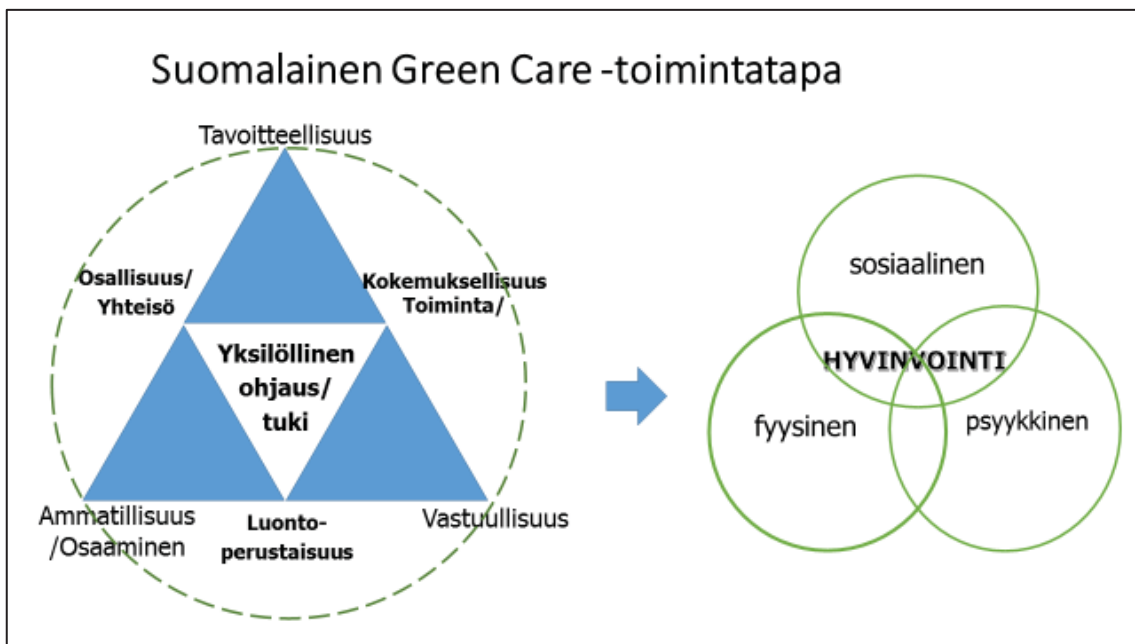 Suomalainen Green Care -toimintatapa
Tavoitteellisuus
Osallisuus/
Yhteisö
Kokemuksellisuus
Toiminta/
Yksilöllinen
ohjaus/
tuki
Ammatillisuus
/Osaaminen
Luonto-
perustaisuus
Vastuullisuus
sosiaalinen
HYVINVOINTI
fyysinen
psyykkinen